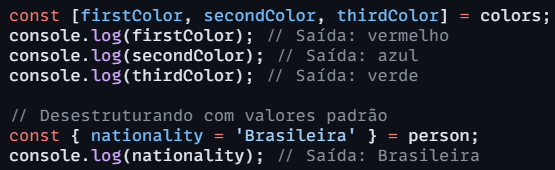 const [firstColor, secondColor, thirdColor] = colors;
console.log(firstColor); // Saída: vermelho
console.log(secondColor); // Saída: azul
console.log(thirdColor); // Saída: verde
// Desestruturando com valores padrão
const { nationality = 'Brasileira' } = person;
console.log(nationality); // Saída: Brasileira